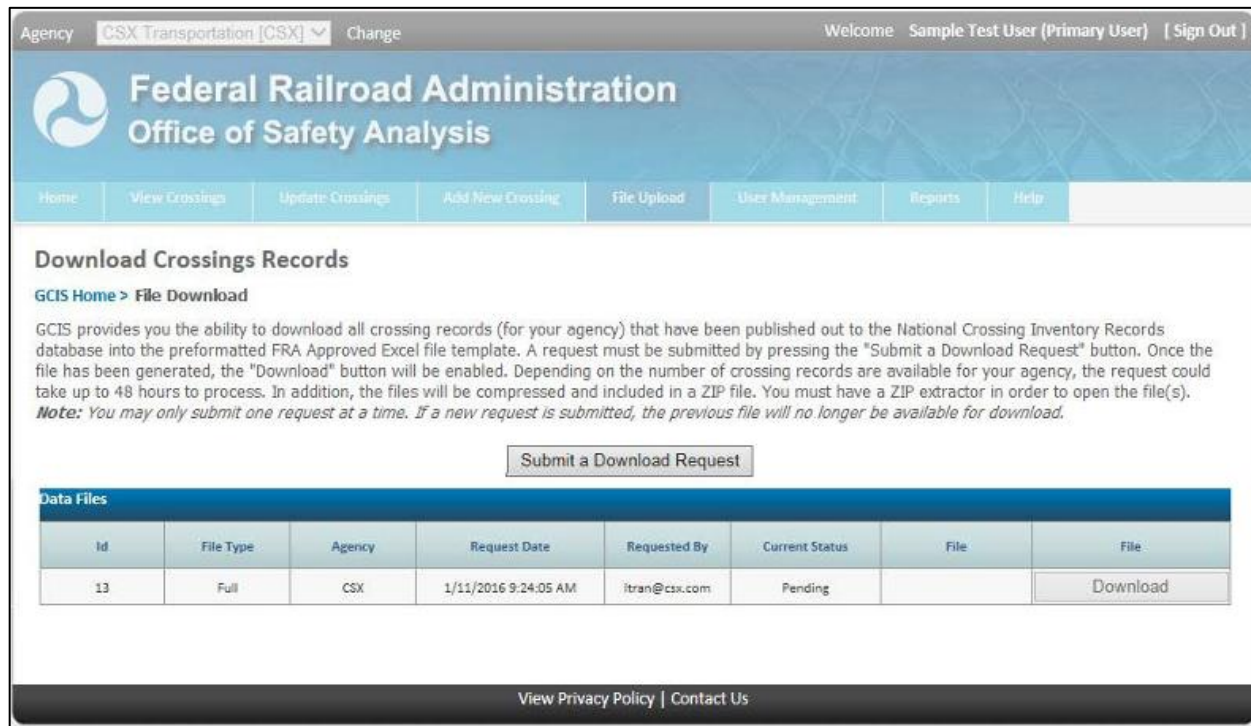 Agency CSX Transportation [CSX] Change Welcome Sample Test User (Primary User) [ Sign Out ]
Federal Railroad Administration
Office of Safety Analysis
Home View Crossings Update Crossings Add New Crossing File Upload User Management Reports Help
Download Crossings Records
GCIS Home > File Download
GCIS provides you the ability to download all crossing records (for your agency) that have been published out to the National Crossing Inventory Records
database into the preformatted FRA Approved Excel file template. A request must be submitted by pressing the "Submit a Download Request" button. Once the
file has been generated, the "Download" button will be enabled. Depending on the number of crossing records are available for your agency, the request could
take up to 48 hours to process. In addition, the files will be compressed and included in a ZIP file. You must have a ZIP extractor in order to open the file(s).
Note: You may only submit one request at a time. If a new request is submitted, the previous file will no longer be available for download.
Submit a Download Request
Data Files
Id File Type Agency Request Date Requested By Current Status File File
13 Full CSX 1/11/2016 9:24:05 AM itran@csx.com Pending Download
View Privacy Policy | Contact Us